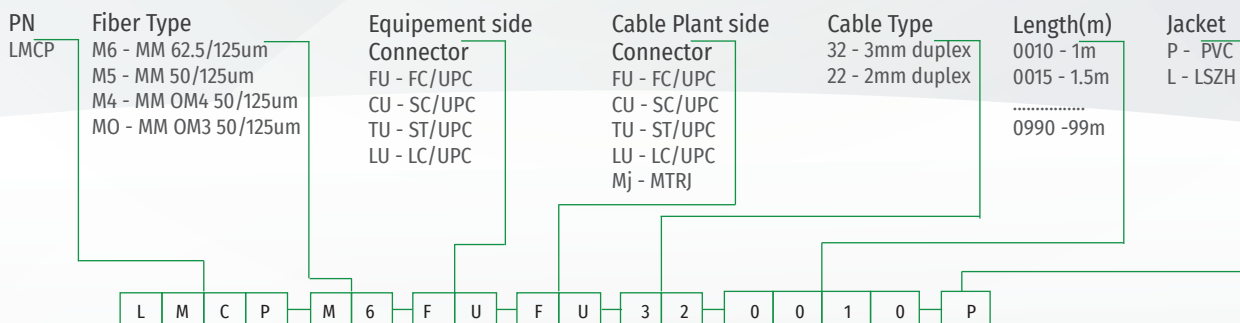 PN
LMCP
Fiber Type
M6 - MM 62.5/125um
M5 - MM 50/125um
M4 - MM OM4 50/125um
MO - MM OM3 50/125um
Equipement side
Connector
FU - FC/UPC
CU - SC/UPC
TU - ST/UPC
LU - LC/UPC
Cable Plant side
Connector
FU - FC/UPC
CU - SC/UPC
TU - ST/UPC
LU - LC/UPC
Mj - MTRJ
Cable Type
32 - 3mm duplex
22 - 2mm duplex
Length(m)
0010 - 1m
0015 - 1.5m
................
0990 -99m
Jacket
P - PVC
L - LSZH
L M C P M 6 F U F U 3 2 0 0 1 0 P